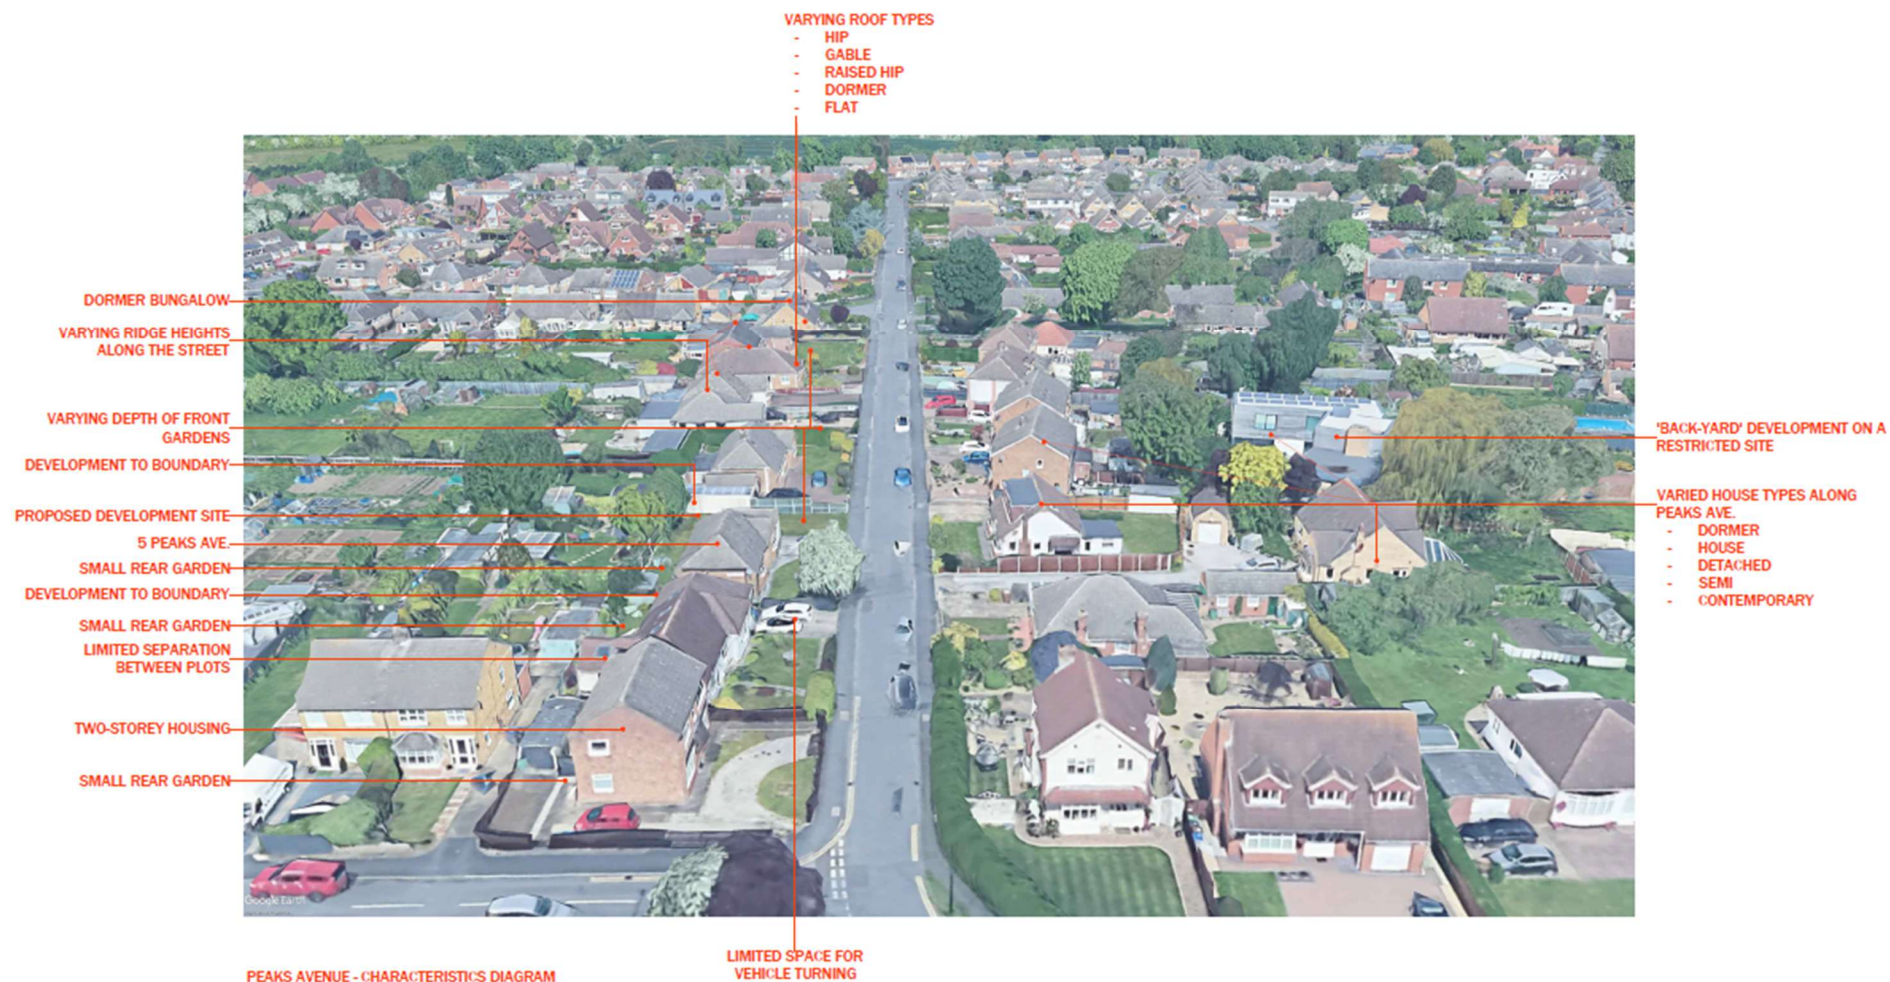 VARYING ROOF TYPES
- HIP
- GABLE
- RAISED HIP
- DORMER
- FLAT
DORMER BUNGALOW
VARYING RIDGE HEIGHTS
ALONG THE STREET
VARYING DEPTH OF FRONT
GARDENS
DEVELOPMENT TO BOUNDARY
PROPOSED DEVELOPMENT SITE
5 PEAKS AVE.
SMALL REAR GARDEN
DEVELOPMENT TO BOUNDARY
SMALL REAR GARDEN
LIMITED SEPARATION
BETWEEN PLOTS
TWO-STOREY HOUSING
SMALL REAR GARDEN
'BACK-YARD' DEVELOPMENT ON A
RESTRICTED SITE
VARIED HOUSE TYPES ALONG
PEAKS AVE.
- DORMER
- HOUSE
- DETACHED
- SEMI
- CONTEMPORARY
Google Earth
LIMITED SPACE FOR
VEHICLE TURNING
PEAKS AVENUE - CHARACTERISTICS DIAGRAM